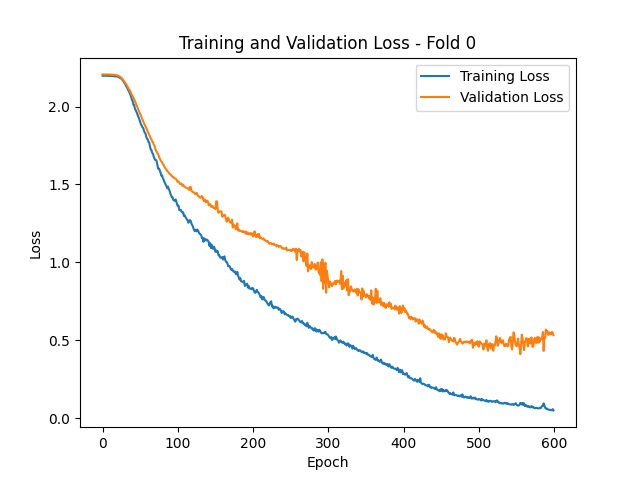 Training and Validation Loss - Fold 0
Training Loss
Validation Loss
Loss
2.0
1.5
1.0
0.5
0.0
0 100 200 300 400 500 600
Epoch